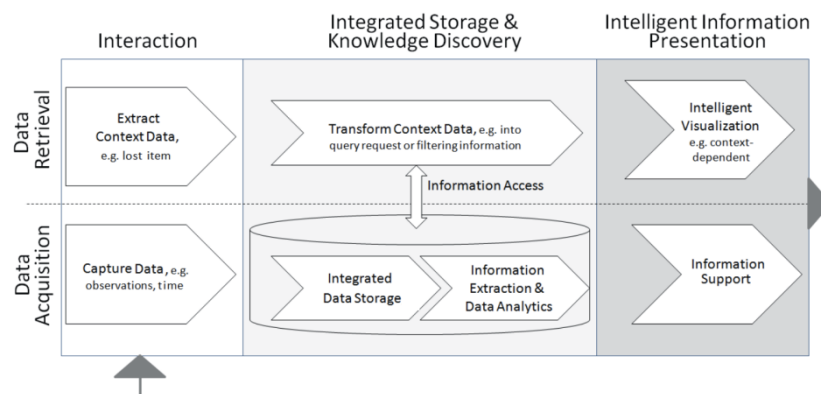 Interaction
Integrated Storage &
Knowledge Discovery
Intelligent Information
Presentation
Data
Retrieval
Extract
Context Data,
e.g. lost item
Transform Context Data, e.g. into
query request or filtering information
Intelligent
Visualization
e.g. context-
dependent
Information Access
Data
Acquisition
Capture Data, e.g.
observations, time
Integrated
Data Storage
Information
Extraction &
Data Analytics
Information
Support